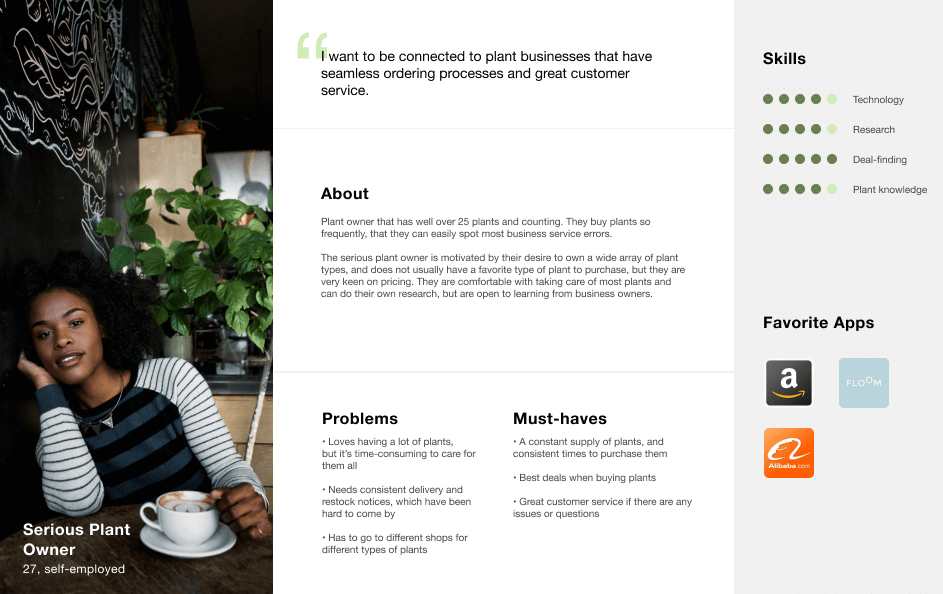 “
I want to be connected to plant businesses that have
seamless ordering processes and great customer
service.
About
Plant owner that has well over 25 plants and counting. They buy plants so
frequently, that they can easily spot most business service errors.
The serious plant owner is motivated by their desire to own a wide array of plant
types, and does not usually have a favorite type of plant to purchase, but they are
very keen on pricing. They are comfortable with taking care of most plants and
can do their own research, but are open to learning from business owners.
Problems
• Loves having a lot of plants,
but it’s time-consuming to care for
them all
• Needs consistent delivery and
restock notices, which have been
hard to come by
• Has to go to different shops for
different types of plants
Must-haves
• A constant supply of plants, and
consistent times to purchase them
• Best deals when buying plants
• Great customer service if there are any
issues or questions
Serious Plant
Owner
27, self-employed
Skills
Technology
Research
Deal-finding
Plant knowledge
Favorite Apps
a
FLOOM
Alibaba.com